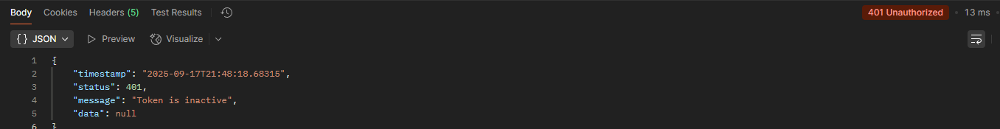 Body Cookies Headers (5) Test Results 401 Unauthorized • 13 ms •
{ } JSON Preview Visualize
1 {
2 "timestamp": "2025-09-17T21:48:18.68315",
3 "status": 401,
4 "message": "Token is inactive",
5 "data": null
6 }